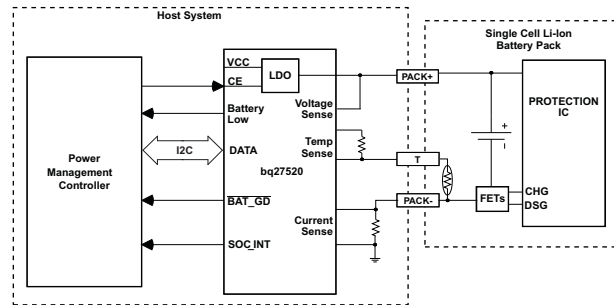 Host System
Single Cell Li-Ion
Battery Pack
VCC
LDO
CE
PACK+
Battery
Low
Voltage
Sense
PROTECTION
IC
+
–
Temp
Sense
I2C
DATA
T
Power
Management
Controller
bq27520
BAT_GD
PACK-
FETs
CHG
DSG
Current
Sense
SOC_INT